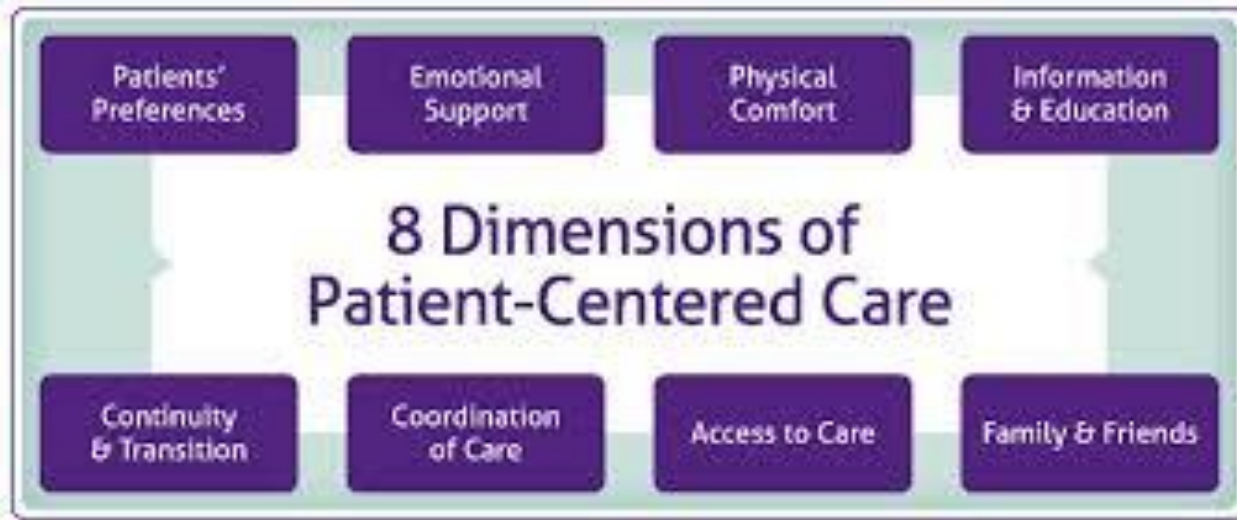 Patients'
Preferences
Emotional
Support
Physical
Comfort
Information
& Education
8 Dimensions of
Patient-Centered Care
Continuity
& Transition
Coordination
of Care
Access to Care
Family & Friends